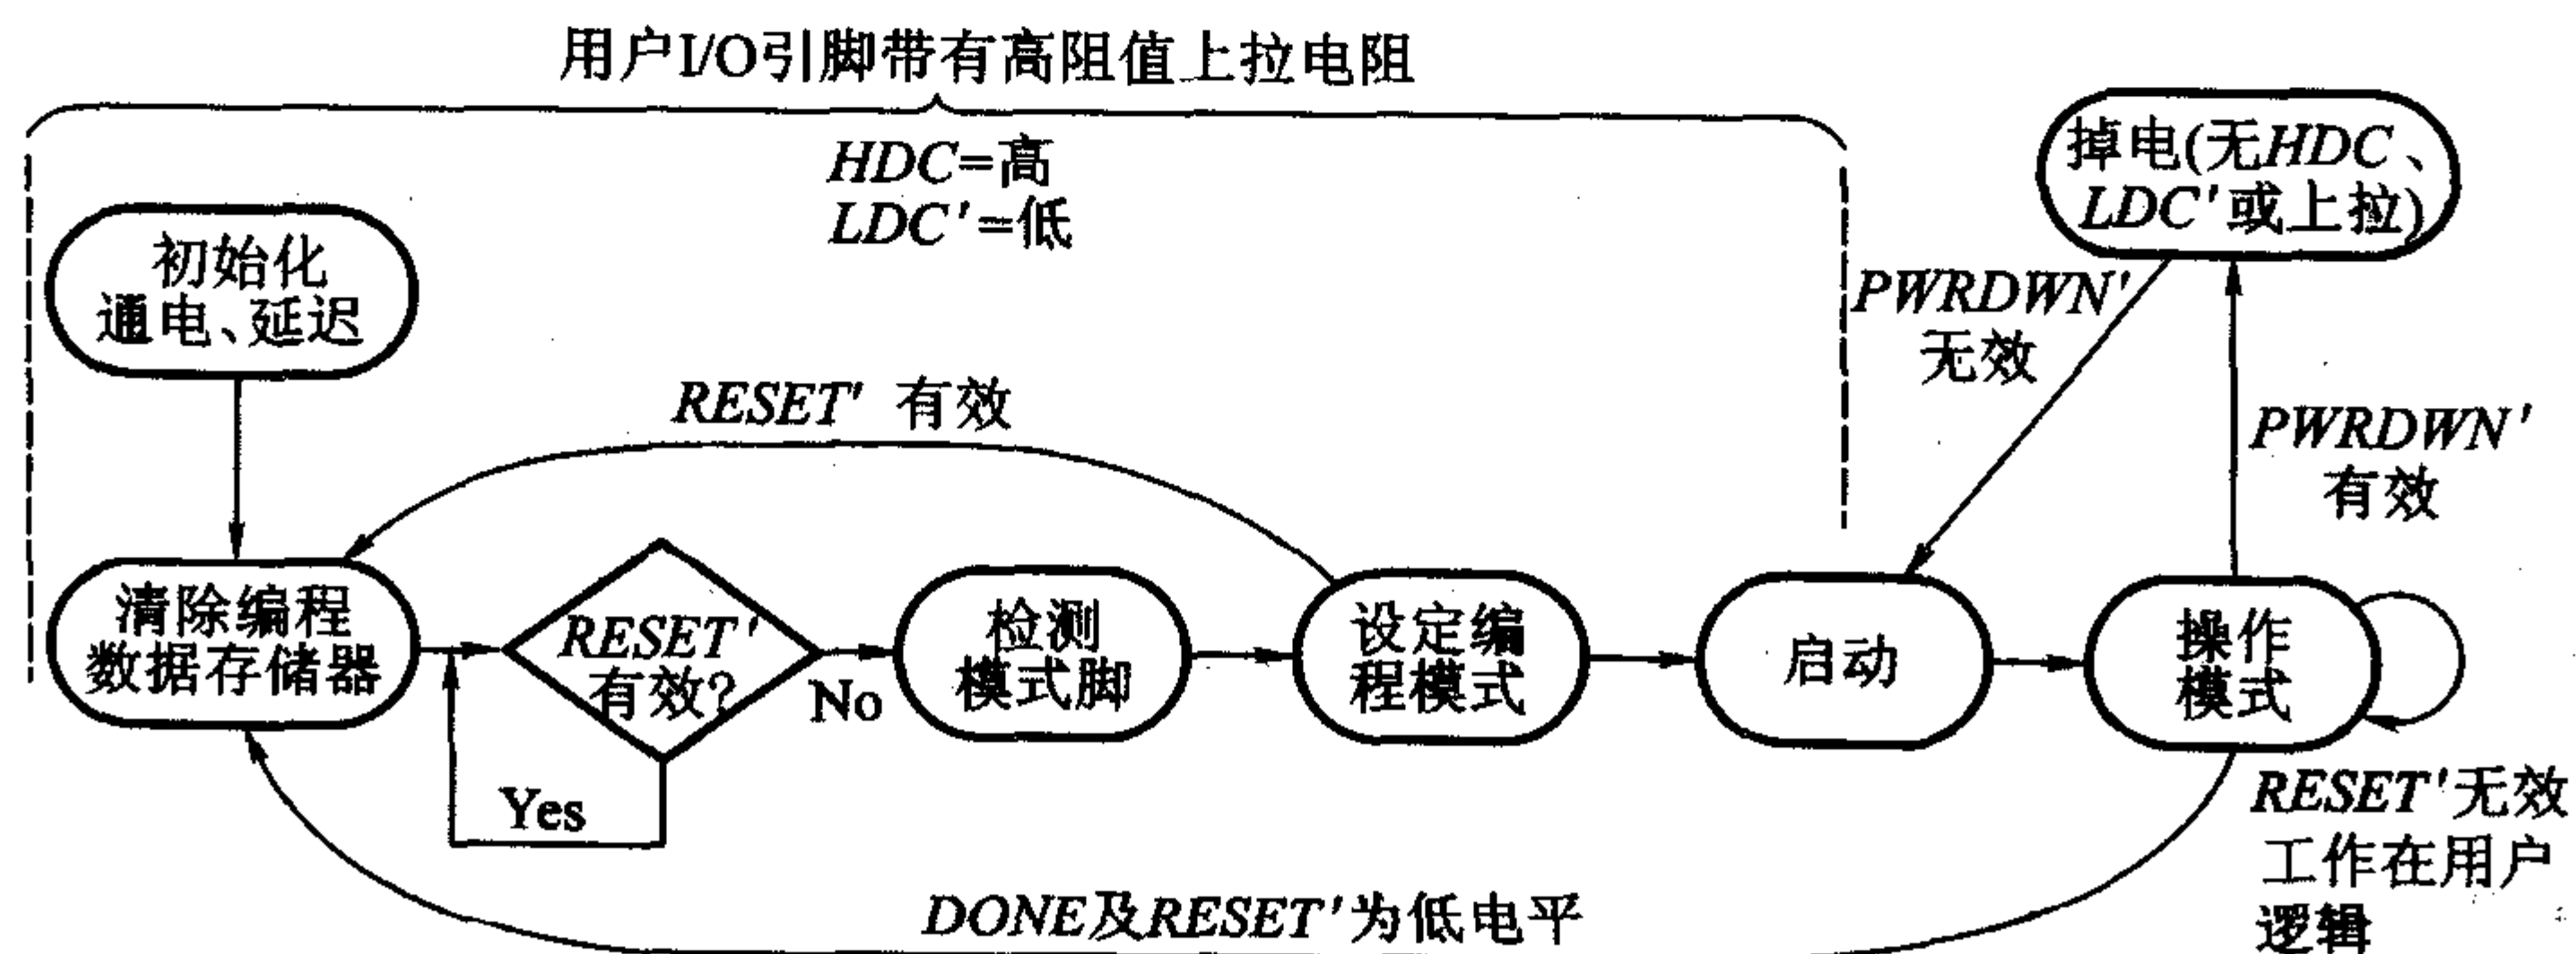 用户I/O引脚带有高阻值上拉电阻
HDC=高
LDC'=低
初始化
通电、延迟
掉电(无HDC、
LDC'或上拉)
PWRDWN'
无效
PWRDWN'
有效
RESET' 有效
清除编程
数据存储器
RESET'
有效?
Yes
No
检测
模式脚
设定编
程模式
启动
操作
模式
RESET'无效
工作在用户
逻辑
DONE及RESET'为低电平